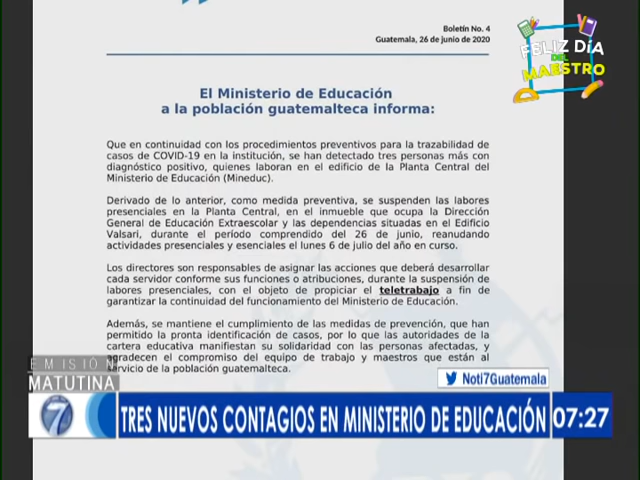 Boletín No. 4
Guatemala, 26 de junio de 2020
FELIZ DÍA
DEL
MAESTRO
El Ministerio de Educación
a la población guatemalteca informa:
Que en continuidad con los procedimientos preventivos para la trazabilidad de
casos de COVID-19 en la institución, se han detectado tres personas más con
diagnóstico positivo, quienes laboran en el edificio de la Planta Central del
Ministerio de Educación (Mineduc).
Derivado de lo anterior, como medida preventiva, se suspenden las labores
presenciales en la Planta Central, en el inmueble que ocupa la Dirección
General de Educación Extraescolar y las dependencias situadas en el Edificio
Valsari, durante el período comprendido del 26 de junio, reanudando
actividades presenciales y esenciales el lunes 6 de julio del año en curso.
Los directores son responsables de asignar las acciones que deberá desarrollar
cada servidor conforme sus funciones o atribuciones, durante la suspensión de
labores presenciales, con el objeto de propiciar el teletrabajo a fin de
garantizar la continuidad del funcionamiento del Ministerio de Educación.
Además, se mantiene el cumplimiento de las medidas de prevención, que han
permitido la pronta identificación de casos, por lo que las autoridades de la
cartera educativa manifiestan su solidaridad con las personas afectadas, y
agradecen el compromiso del equipo de trabajo y maestros que están al
servicio de la población guatemalteca.
EMISIÓN
MATUTINA
Noti7Guatemala
7
TRES NUEVOS CONTAGIOS EN MINISTERIO DE EDUCACIÓN
07:27